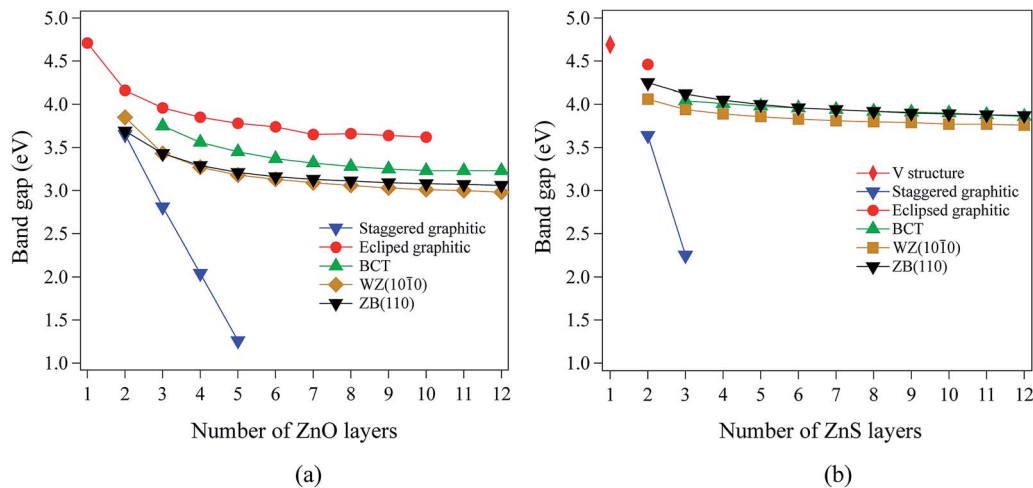 5.0
4.5
4.0
3.5
3.0
2.5
2.0
1.5
1.0
Band gap (eV)
Staggered graphitic
Ecliped graphitic
BCT
WZ(101̅0)
ZB(110)
1 2 3 4 5 6 7 8 9 10 11 12
Number of ZnO layers
(a)
5.0
4.5
4.0
3.5
3.0
2.5
2.0
1.5
1.0
Band gap (eV)
V structure
Staggered graphitic
Eclipsed graphitic
BCT
WZ(101̅0)
ZB(110)
1 2 3 4 5 6 7 8 9 10 11 12
Number of ZnS layers
(b)